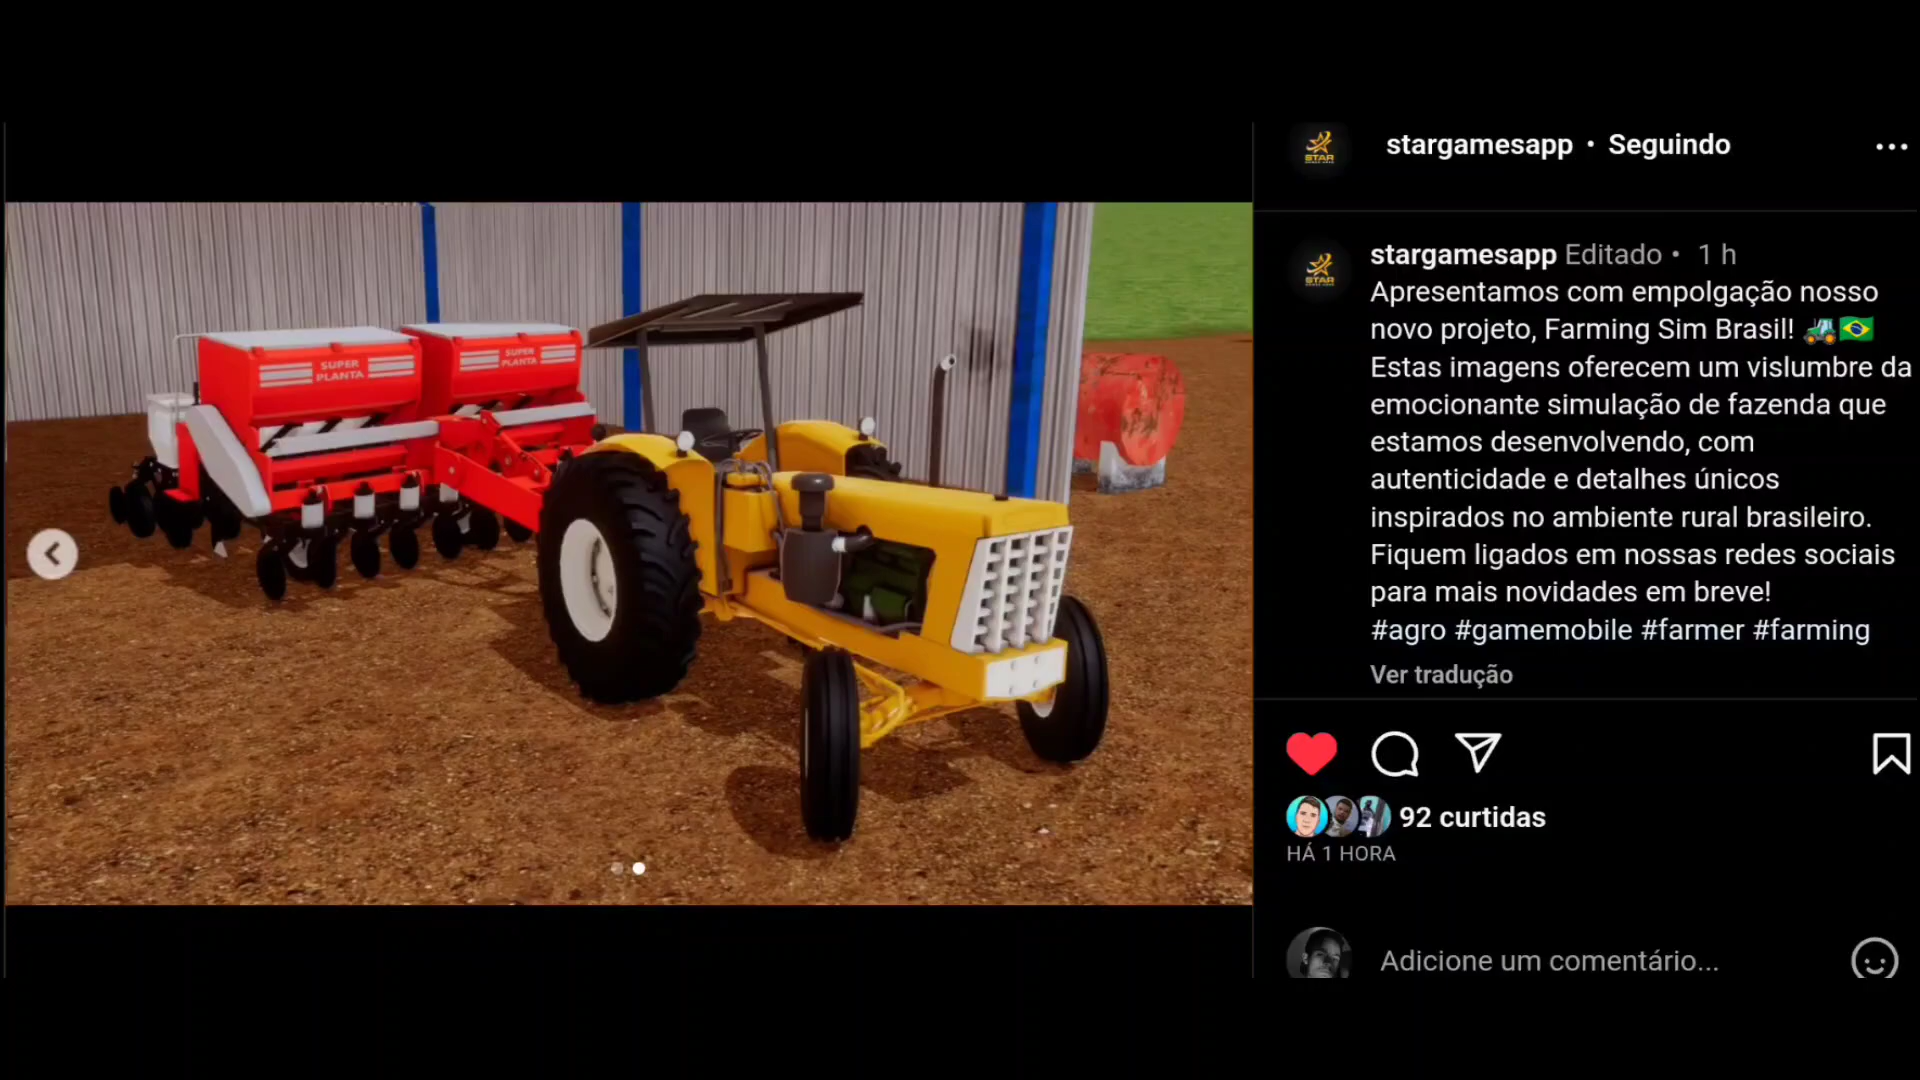 stargamesapp • Seguindo
STAR
stargamesapp Editado • 1 h
STAR
Apresentamos com empolgação nosso
novo projeto, Farming Sim Brasil! 🚜🇧🇷
Estas imagens oferecem um vislumbre da
emocionante simulação de fazenda que
estamos desenvolvendo, com
autenticidade e detalhes únicos
inspirados no ambiente rural brasileiro.
Fiquem ligados em nossas redes sociais
para mais novidades em breve!
#agro #gamemobile #farmer #farming
Ver tradução
92 curtidas
HÁ 1 HORA
Adicione um comentário...
SUPER
PLANTA
SUPER
PLANTA